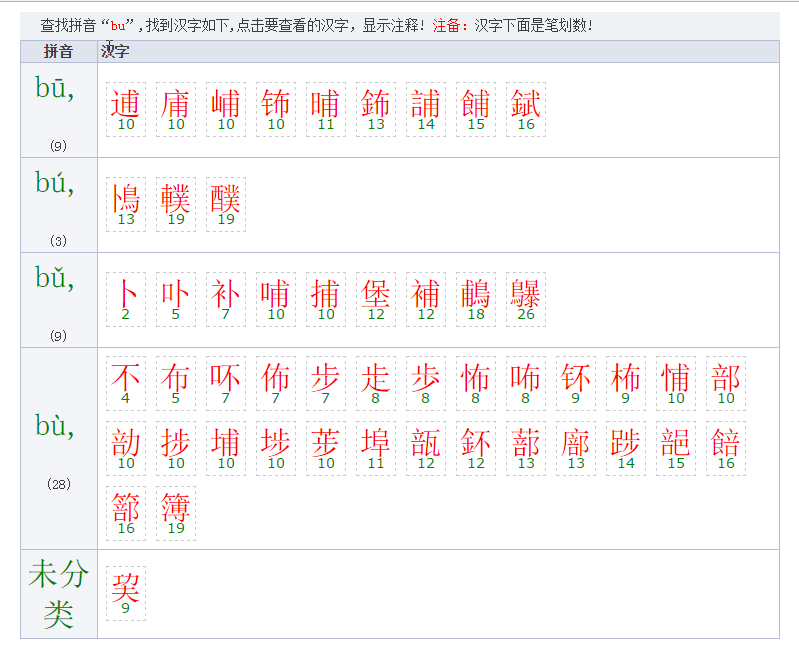 查找拼音“bu”,找到汉字如下,点击要查看的汉字，显示注释！注备：汉字下面是笔划数！
拼音 汉字
bū,
(9)
逋 庯 峬 钸 晡 鈽 誧 餔 錻
10 10 10 10 11 13 14 15 16
bú,
(3)
鳪 轐 醭
13 19 19
bǔ,
(9)
卜 卟 补 哺 捕 堡 補 鵏 鸔
2 5 7 10 10 12 12 18 26
bù,
(28)
不 布 吥 佈 步 歨 歩 怖 咘 钚 柨 悑 部
4 5 7 7 7 8 8 8 8 9 9 10 10
勏 捗 埔 埗 荹 埠 瓿 鈈 蔀 廍 踄 郶 餢
10 10 10 10 10 11 12 12 13 13 14 15 16
篰 簿
16 19
未分类
9